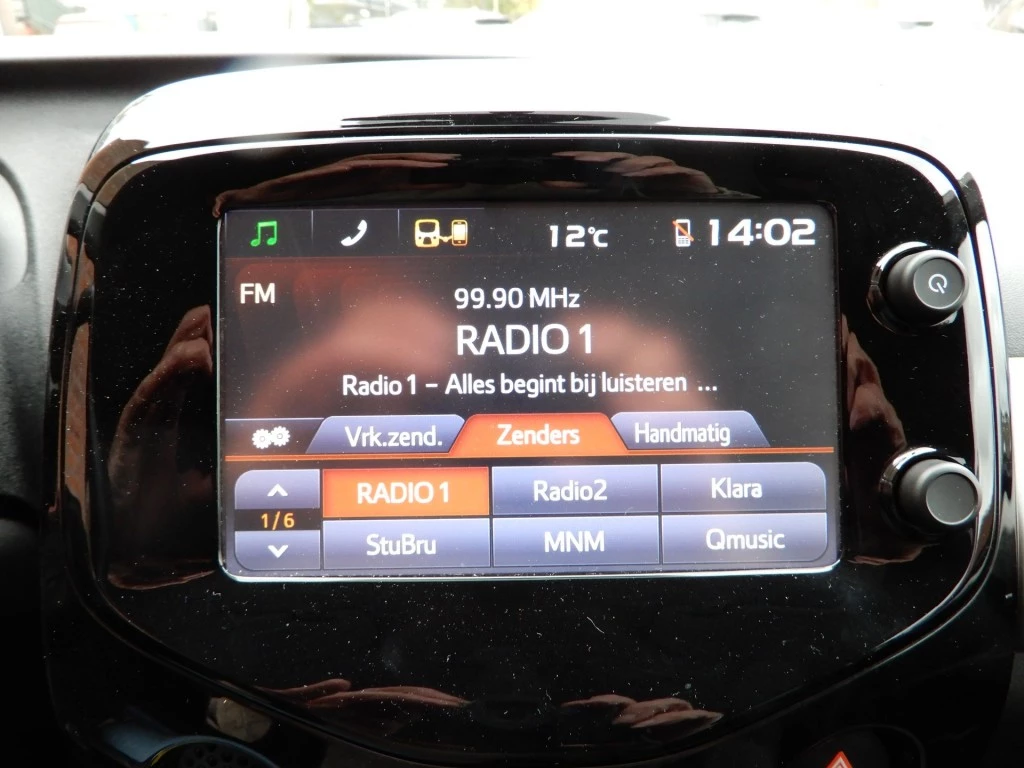 12°C 14:02
FM
99.90 MHz
RADIO 1
Radio 1 – Alles begint bij luisteren ...
Vrk.zend. Zenders Handmatig
RADIO 1 Radio2 Klara
1/6
StuBru MNM Qmusic